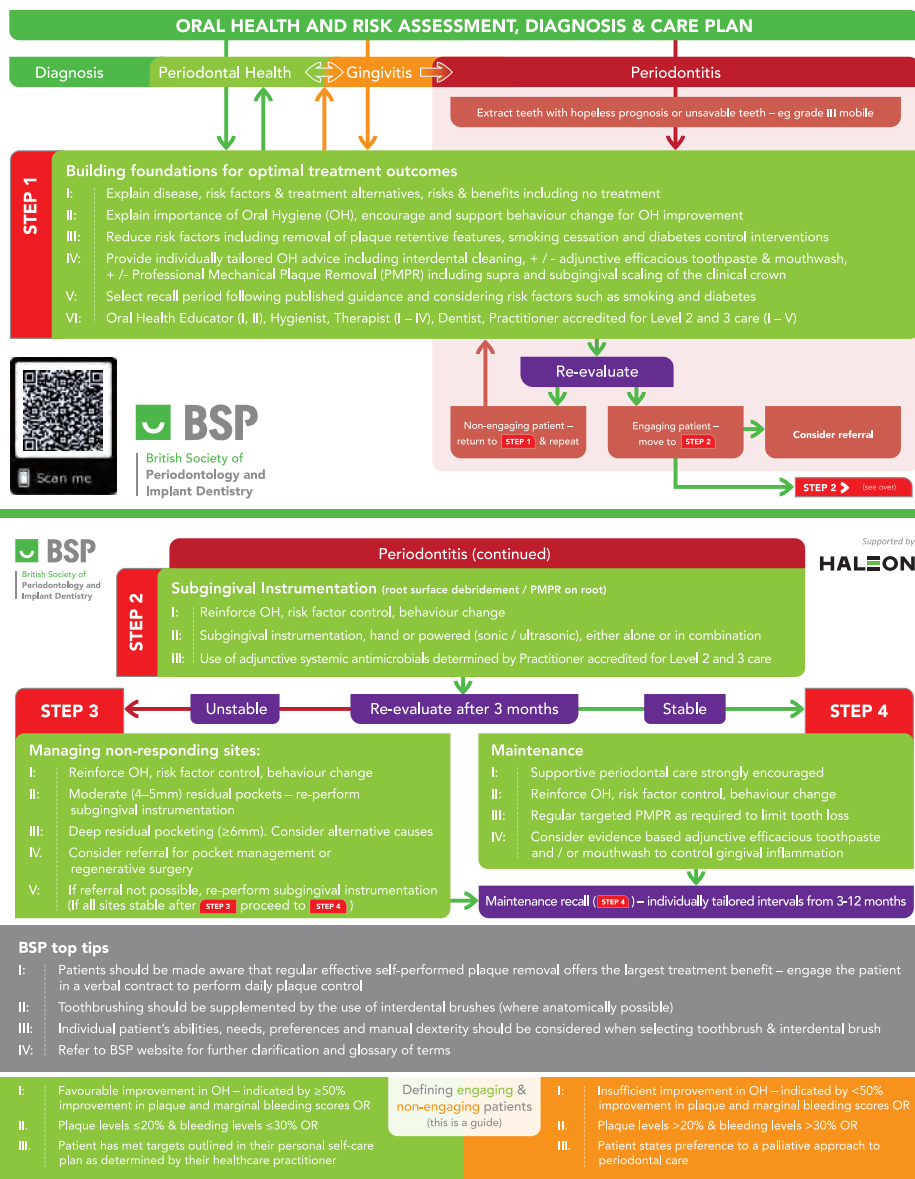 ORAL HEALTH AND RISK ASSESSMENT, DIAGNOSIS & CARE PLAN
Diagnosis
Periodontal Health
Gingivitis
Periodontitis
Extract teeth with hopeless prognosis or unsavable teeth – eg grade III mobile
STEP 1
Building foundations for optimal treatment outcomes
I: Explain disease, risk factors & treatment alternatives, risks & benefits including no treatment
II: Explain importance of Oral Hygiene (OH), encourage and support behaviour change for OH improvement
III: Reduce risk factors including removal of plaque retentive features, smoking cessation and diabetes control interventions
IV: Provide individually tailored OH advice including interdental cleaning, + / - adjunctive efficacious toothpaste & mouthwash,
+ /- Professional Mechanical Plaque Removal (PMPR) including supra and subgingival scaling of the clinical crown
V: Select recall period following published guidance and considering risk factors such as smoking and diabetes
VI: Oral Health Educator (I, II), Hygienist, Therapist (I – IV), Dentist, Practitioner accredited for Level 2 and 3 care (I – V)
Re-evaluate
Non-engaging patient –
return to STEP 1 & repeat
Engaging patient –
move to STEP 2
Consider referral
STEP 2 (see over)
Scan me
BSP
British Society of
Periodontology and
Implant Dentistry
BSP
British Society of
Periodontology and
Implant Dentistry
Periodontitis (continued)
Supported by
HALEON
STEP 2
Subgingival Instrumentation (root surface debridement / PMPR on root)
I: Reinforce OH, risk factor control, behaviour change
II: Subgingival instrumentation, hand or powered (sonic / ultrasonic), either alone or in combination
III: Use of adjunctive systemic antimicrobials determined by Practitioner accredited for Level 2 and 3 care
STEP 3
Unstable
Re-evaluate after 3 months
Stable
STEP 4
Managing non-responding sites:
I: Reinforce OH, risk factor control, behaviour change
II: Moderate (4–5mm) residual pockets – re-perform
subgingival instrumentation
III: Deep residual pocketing (≥6mm). Consider alternative causes
IV. Consider referral for pocket management or
regenerative surgery
V: If referral not possible, re-perform subgingival instrumentation
(If all sites stable after STEP 3 proceed to STEP 4 )
Maintenance
I: Supportive periodontal care strongly encouraged
II: Reinforce OH, risk factor control, behaviour change
III: Regular targeted PMPR as required to limit tooth loss
IV: Consider evidence based adjunctive efficacious toothpaste
and / or mouthwash to control gingival inflammation
Maintenance recall ( STEP 4 ) – individually tailored intervals from 3-12 months
BSP top tips
I: Patients should be made aware that regular effective self-performed plaque removal offers the largest treatment benefit – engage the patient
in a verbal contract to perform daily plaque control
II: Toothbrushing should be supplemented by the use of interdental brushes (where anatomically possible)
III: Individual patient's abilities, needs, preferences and manual dexterity should be considered when selecting toothbrush & interdental brush
IV: Refer to BSP website for further clarification and glossary of terms
Defining engaging &
non-engaging patients
(this is a guide)
I: Favourable improvement in OH – indicated by ≥50%
improvement in plaque and marginal bleeding scores OR
II. Plaque levels ≤20% & bleeding levels ≤30% OR
III. Patient has met targets outlined in their personal self-care
plan as determined by their healthcare practitioner
I: Insufficient improvement in OH – indicated by <50%
improvement in plaque and marginal bleeding scores OR
II. Plaque levels >20% & bleeding levels >30% OR
III. Patient states preference to a palliative approach to
periodontal care